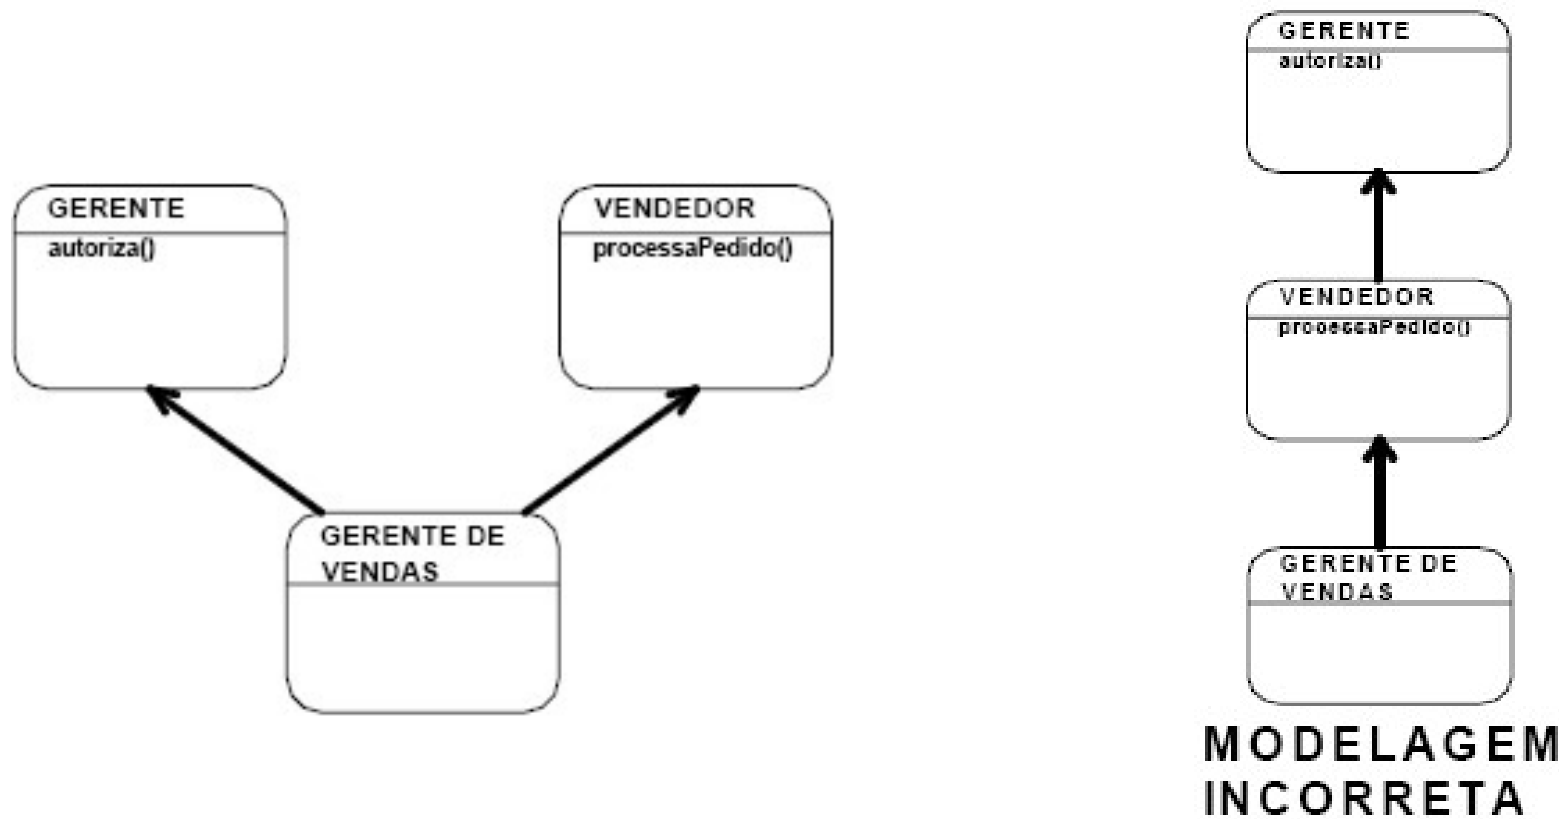 GERENTE
autoriza()
VENDEDOR
processaPedido()
GERENTE DE
VENDAS
GERENTE
autoriza()
VENDEDOR
processaPedido()
GERENTE DE
VENDAS
MODELAGEM
INCORRETA